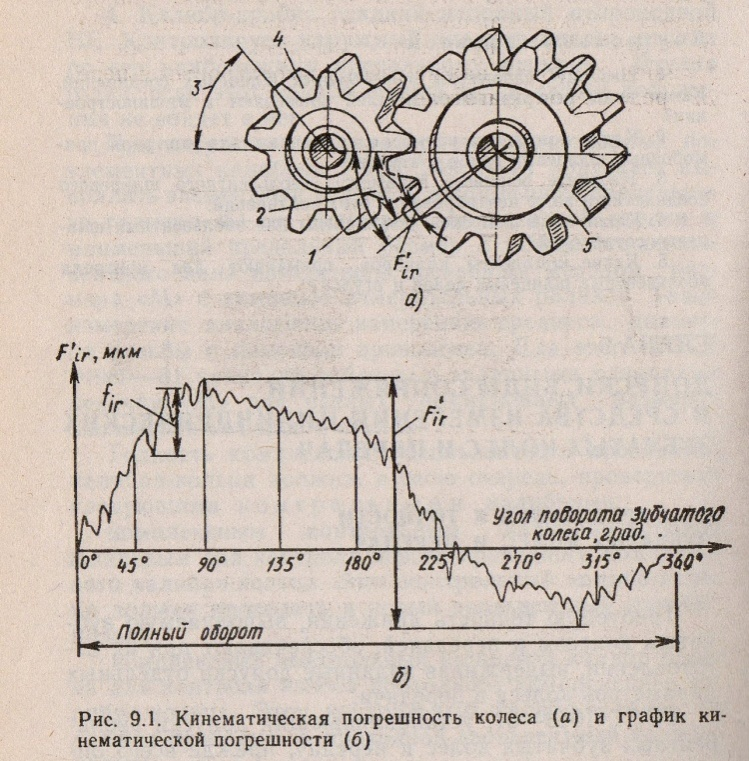 4
3
2
1
F'ir
5
а)
F'ir, мкм
fir
F'ir
Угол поворота зубчатого
колеса, град.
0° 45° 90° 135° 180° 225° 270° 315° 360°
Полный оборот
б)
Рис. 9.1. Кинематическая погрешность колеса (а) и график ки-
нематической погрешности (б)